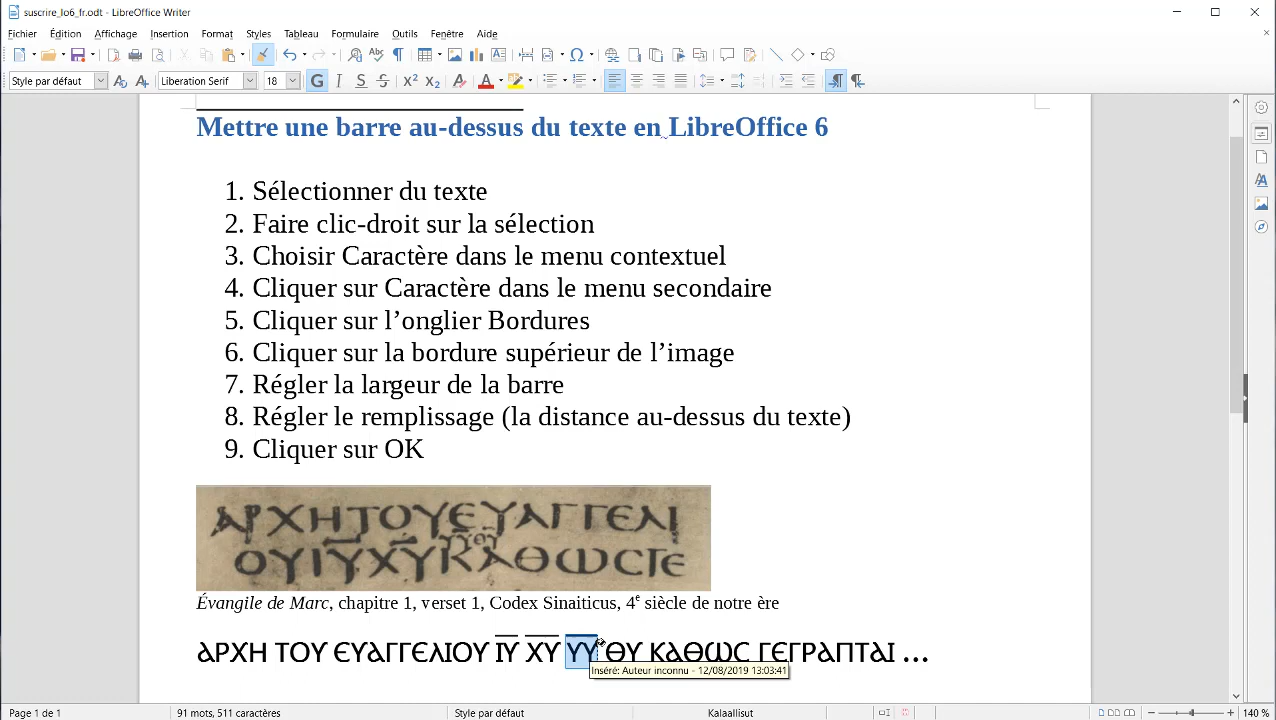 suscrire_lo6_fr.odt - LibreOffice Writer
Fichier Édition Affichage Insertion Format Styles Tableau Formulaire Outils Fenêtre Aide
Style par défaut Liberation Serif 18
Mettre une barre au-dessus du texte en LibreOffice 6
1. Sélectionner du texte
2. Faire clic-droit sur la sélection
3. Choisir Caractère dans le menu contextuel
4. Cliquer sur Caractère dans le menu secondaire
5. Cliquer sur l’onglier Bordures
6. Cliquer sur la bordure supérieur de l’image
7. Régler la largeur de la barre
8. Régler le remplissage (la distance au-dessus du texte)
9. Cliquer sur OK
ΑΡΧΗΤΟΥΕΥΑΓΓΕΛΙ
ΥΥΘΥ
ΟΥΙΥΧΥΚΑΘΩϹΓΕ
Évangile de Marc, chapitre 1, verset 1, Codex Sinaiticus, 4e siècle de notre ère
ΑΡΧΗ ΤΟΥ ΕΥΑΓΓΕΛΙΟΥ ΙΥ ΧΥ ΥΥ ΘΥ ΚΑΘΩϹ ΓΕΓΡΑΠΤΑΙ …
Inséré: Auteur inconnu - 12/08/2019 13:03:41
Page 1 de 1 91 mots, 511 caractères Style par défaut Kalaallisut 140 %